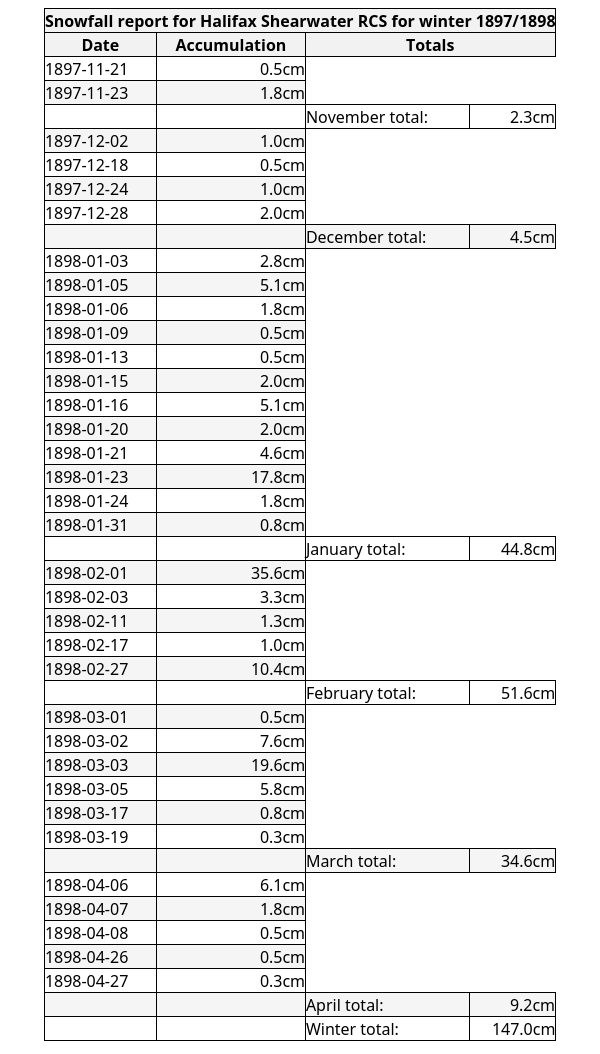 Snowfall report for Halifax Shearwater RCS for winter 1897/1898
Date Accumulation Totals
1897-11-21 0.5cm
1897-11-23 1.8cm
November total: 2.3cm
1897-12-02 1.0cm
1897-12-18 0.5cm
1897-12-24 1.0cm
1897-12-28 2.0cm
December total: 4.5cm
1898-01-03 2.8cm
1898-01-05 5.1cm
1898-01-06 1.8cm
1898-01-09 0.5cm
1898-01-13 0.5cm
1898-01-15 2.0cm
1898-01-16 5.1cm
1898-01-20 2.0cm
1898-01-21 4.6cm
1898-01-23 17.8cm
1898-01-24 1.8cm
1898-01-31 0.8cm
January total: 44.8cm
1898-02-01 35.6cm
1898-02-03 3.3cm
1898-02-11 1.3cm
1898-02-17 1.0cm
1898-02-27 10.4cm
February total: 51.6cm
1898-03-01 0.5cm
1898-03-02 7.6cm
1898-03-03 19.6cm
1898-03-05 5.8cm
1898-03-17 0.8cm
1898-03-19 0.3cm
March total: 34.6cm
1898-04-06 6.1cm
1898-04-07 1.8cm
1898-04-08 0.5cm
1898-04-26 0.5cm
1898-04-27 0.3cm
April total: 9.2cm
Winter total: 147.0cm